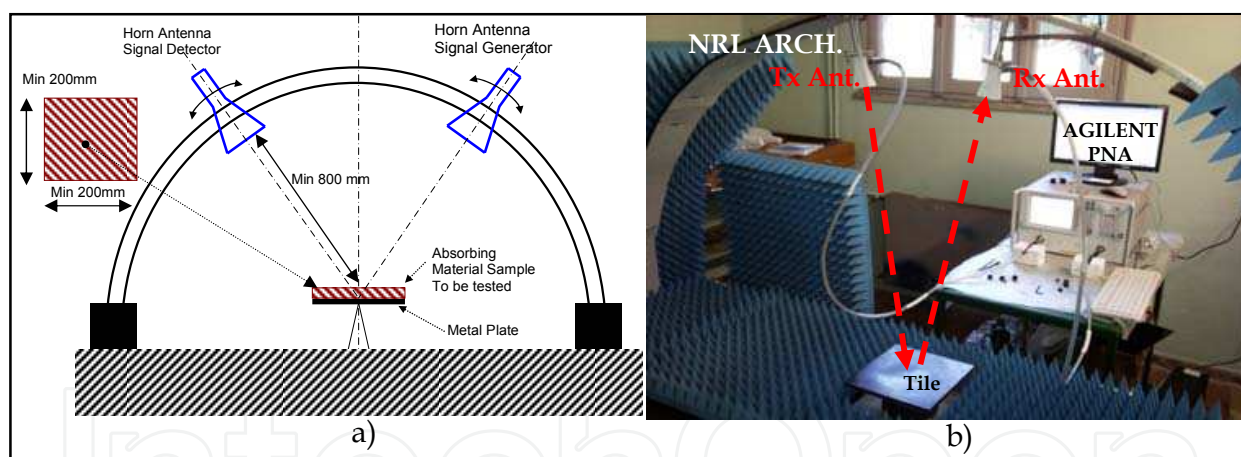 Horn Antenna
Signal Detector
Horn Antenna
Signal Generator
Min 200mm
Min 200mm
Min 800 mm
Absorbing
Material Sample
To be tested
Metal Plate
a)
NRL ARCH.
Tx Ant.
Rx Ant.
AGILENT
PNA
Tile
b)
IntechOpen